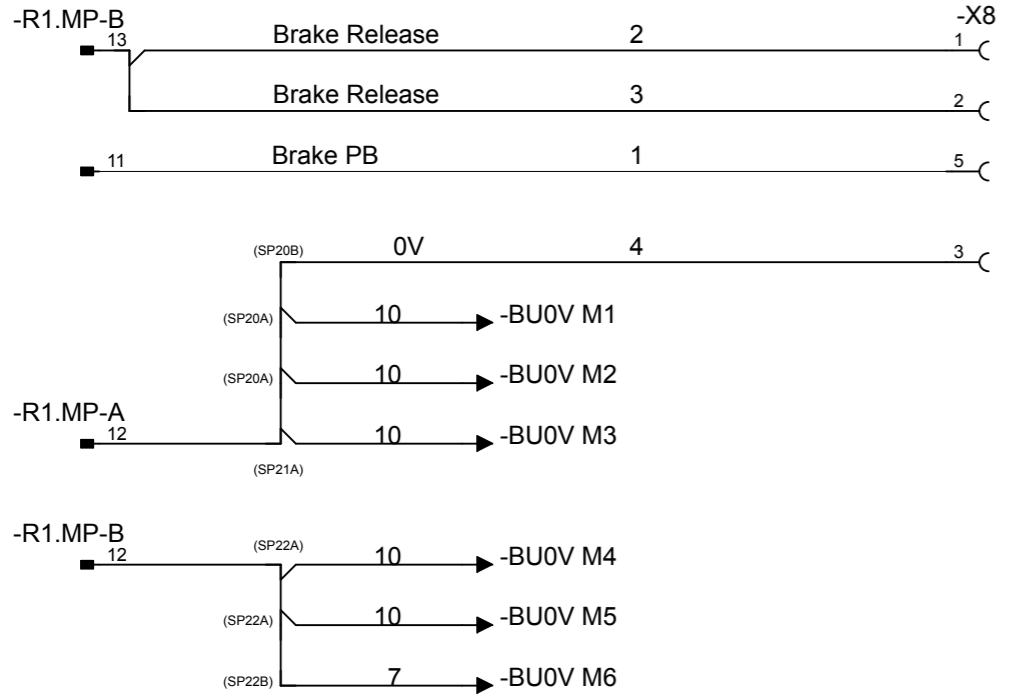 -R1.MP-B -X8
13 Brake Release 2 1
Brake Release 3 2
11 Brake PB 1 5
(SP20B) 0V 4 3
(SP20A) 10 -BU0V M1
(SP20A) 10 -BU0V M2
-R1.MP-A
12 10 -BU0V M3
(SP21A)
-R1.MP-B
12 (SP22A) 10 -BU0V M4
(SP22A) 10 -BU0V M5
(SP22B) 7 -BU0V M6